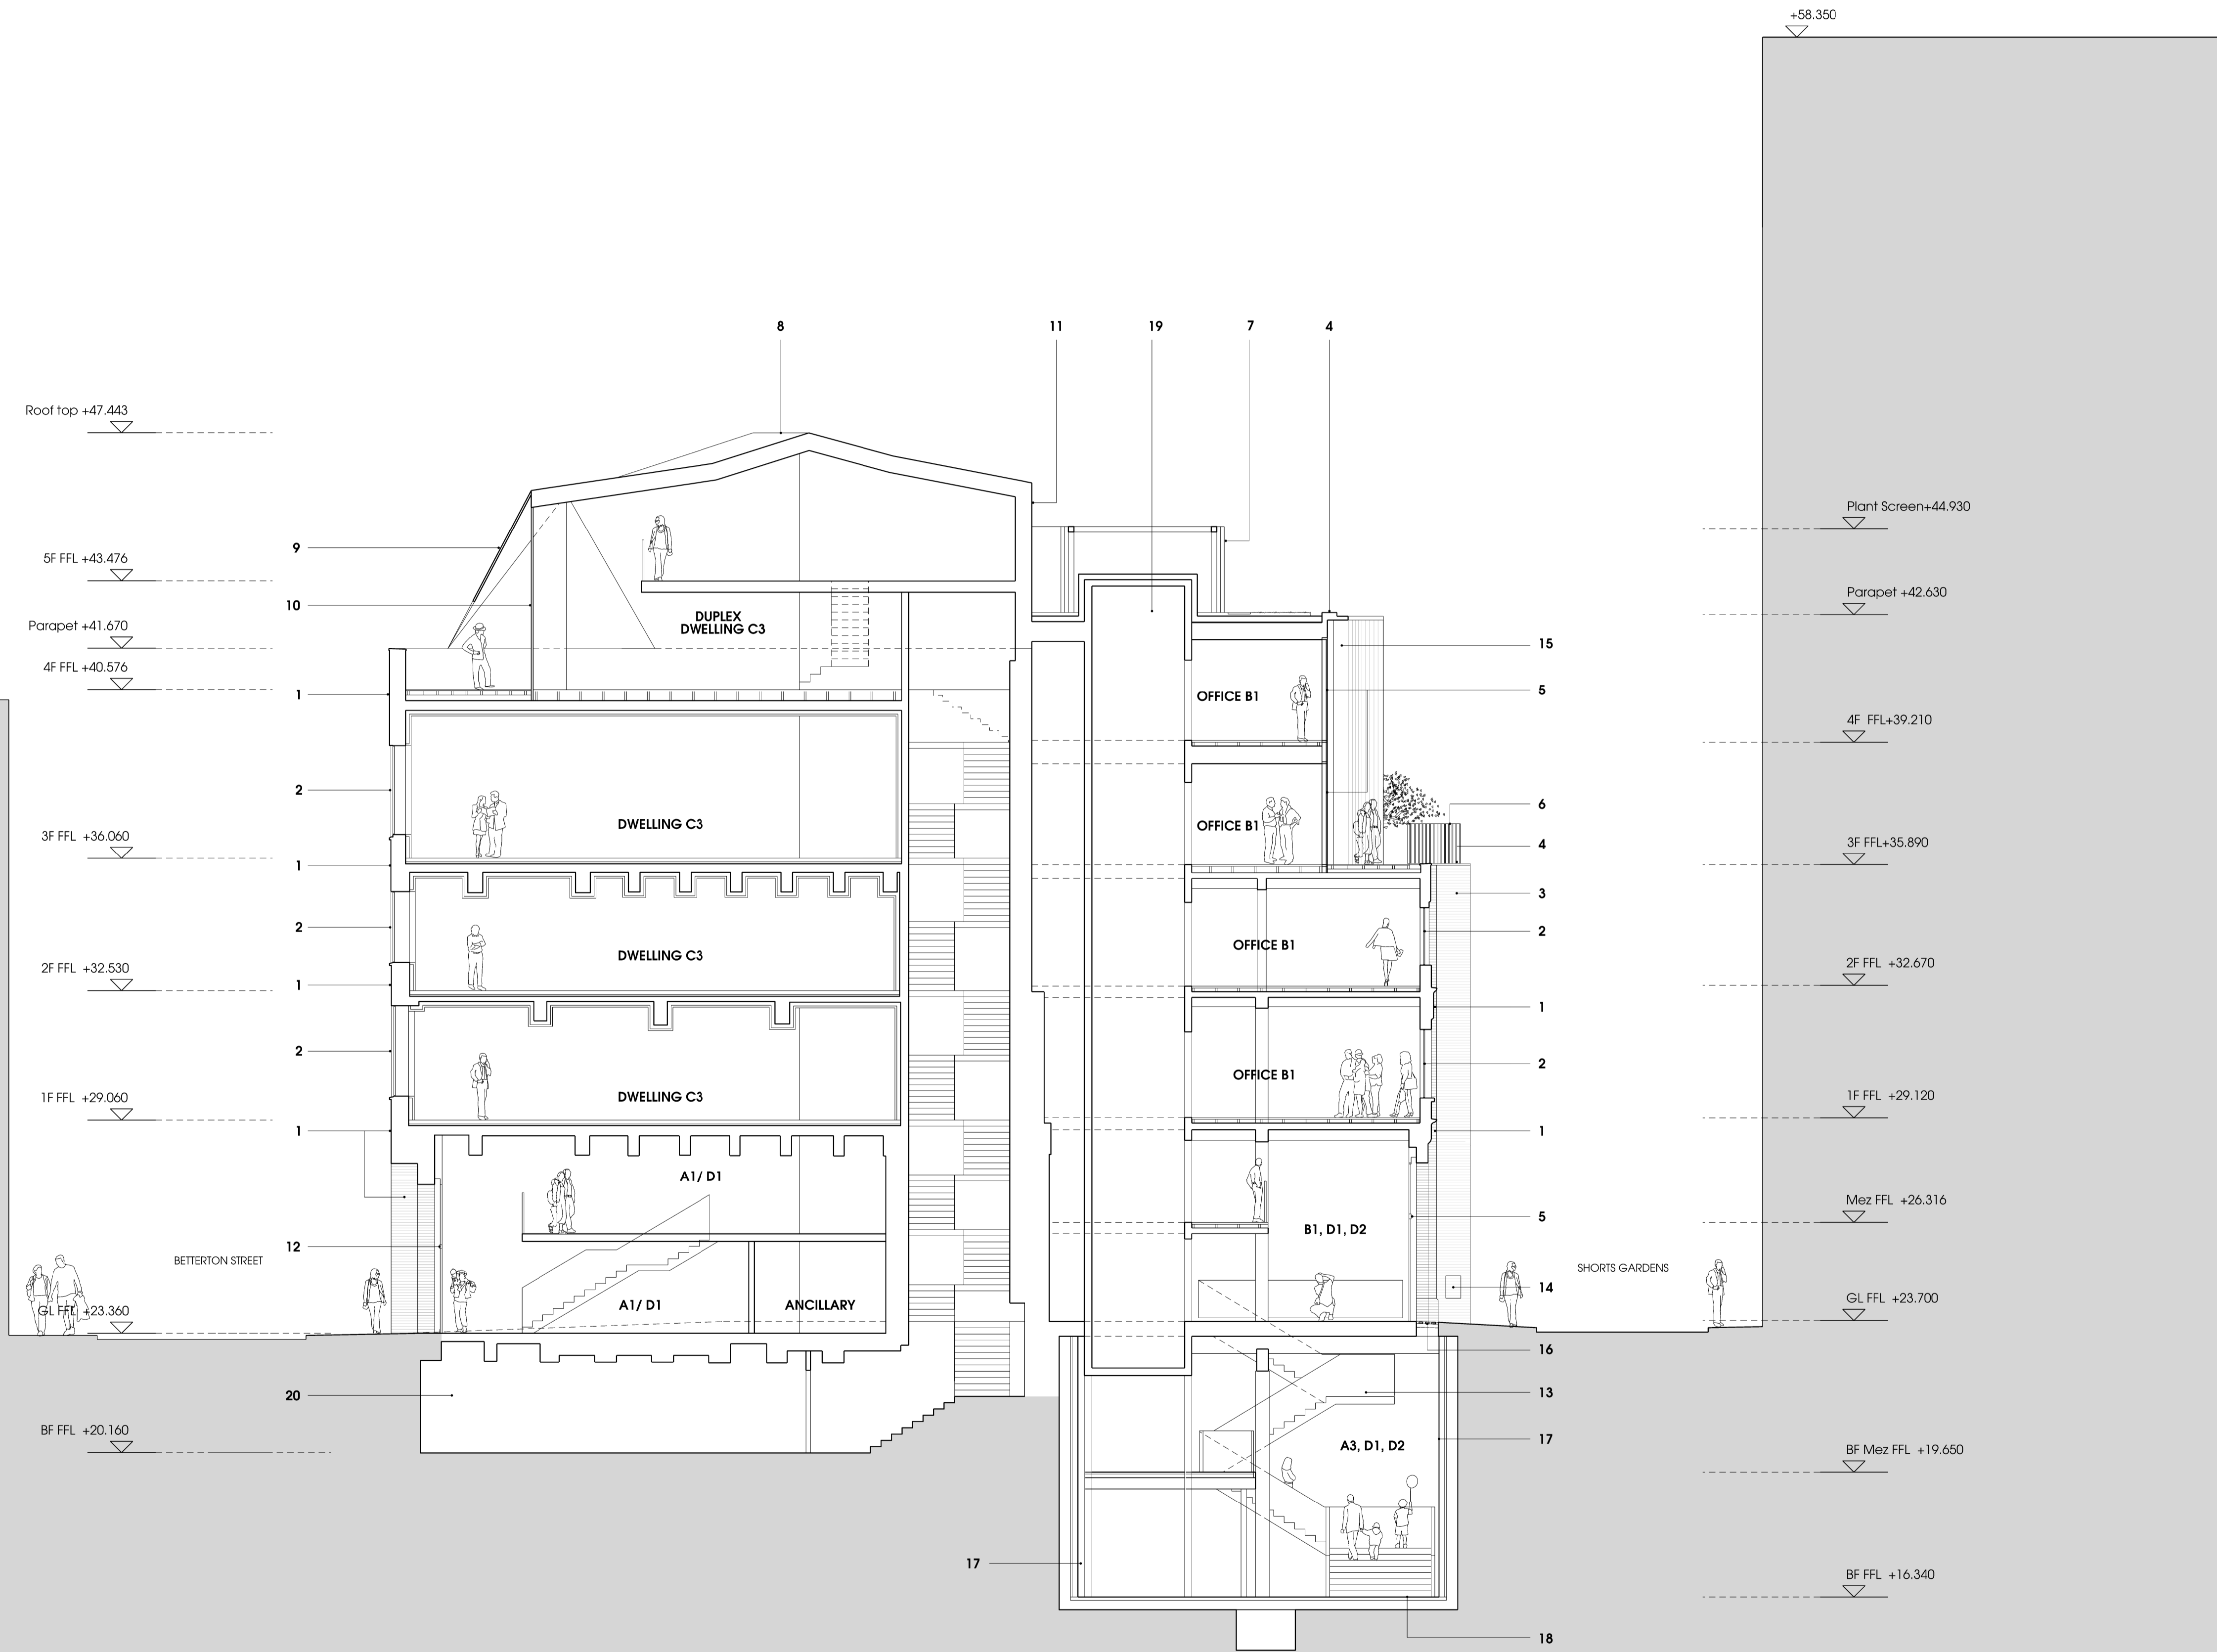 +58.350
8
11
19
7
4
Roof top +47.443
Plant Screen+44.930
9
5F FFL +43.476
10
Parapet +42.630
DUPLEX
DWELLING C3
Parapet +41.670
15
4F FFL +40.576
1
OFFICE B1
5
4F FFL+39.210
2
6
DWELLING C3
OFFICE B1
3F FFL +36.060
4
3F FFL+35.890
1
3
2
2
OFFICE B1
DWELLING C3
2F FFL +32.530
2F FFL +32.670
1
1
2
2
OFFICE B1
DWELLING C3
1F FFL +29.060
1F FFL +29.120
1
1
A1/ D1
Mez FFL +26.316
5
B1, D1, D2
12
BETTERTON STREET
SHORTS GARDENS
14
A1/ D1
ANCILLARY
GL FFL +23.360
GL FFL +23.700
16
20
13
BF FFL +20.160
17
A3, D1, D2
BF Mez FFL +19.650
17
BF FFL +16.340
18